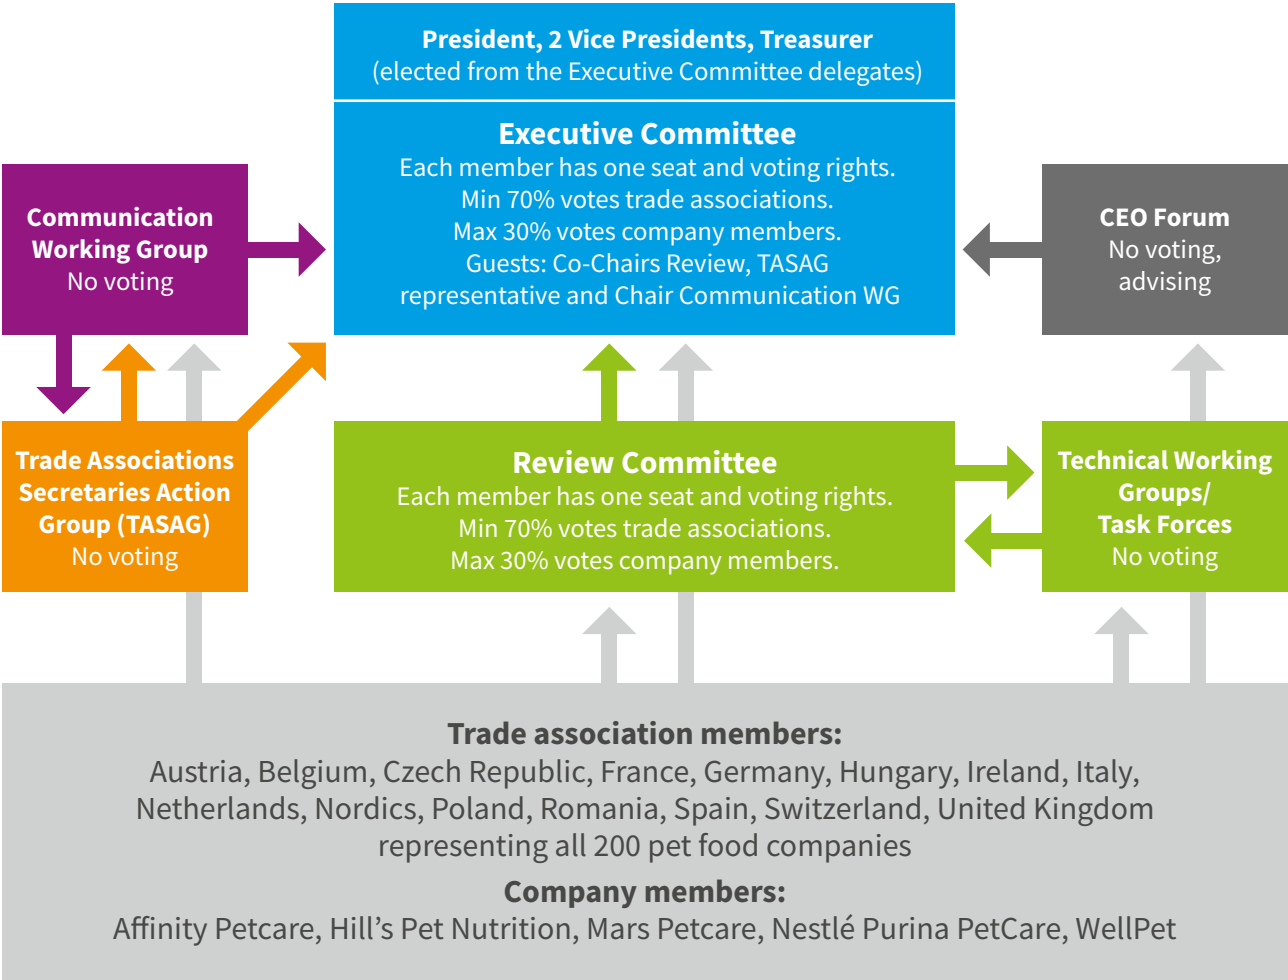 President, 2 Vice Presidents, Treasurer
(elected from the Executive Committee delegates)
Executive Committee
Each member has one seat and voting rights.
Min 70% votes trade associations.
Max 30% votes company members.
Guests: Co-Chairs Review, TASAG
representative and Chair Communication WG
Communication
Working Group
No voting
CEO Forum
No voting,
advising
Trade Associations
Secretaries Action
Group (TASAG)
No voting
Review Committee
Each member has one seat and voting rights.
Min 70% votes trade associations.
Max 30% votes company members.
Technical Working
Groups/
Task Forces
No voting
Trade association members:
Austria, Belgium, Czech Republic, France, Germany, Hungary, Ireland, Italy,
Netherlands, Nordics, Poland, Romania, Spain, Switzerland, United Kingdom
representing all 200 pet food companies
Company members:
Affinity Petcare, Hill’s Pet Nutrition, Mars Petcare, Nestlé Purina PetCare, WellPet